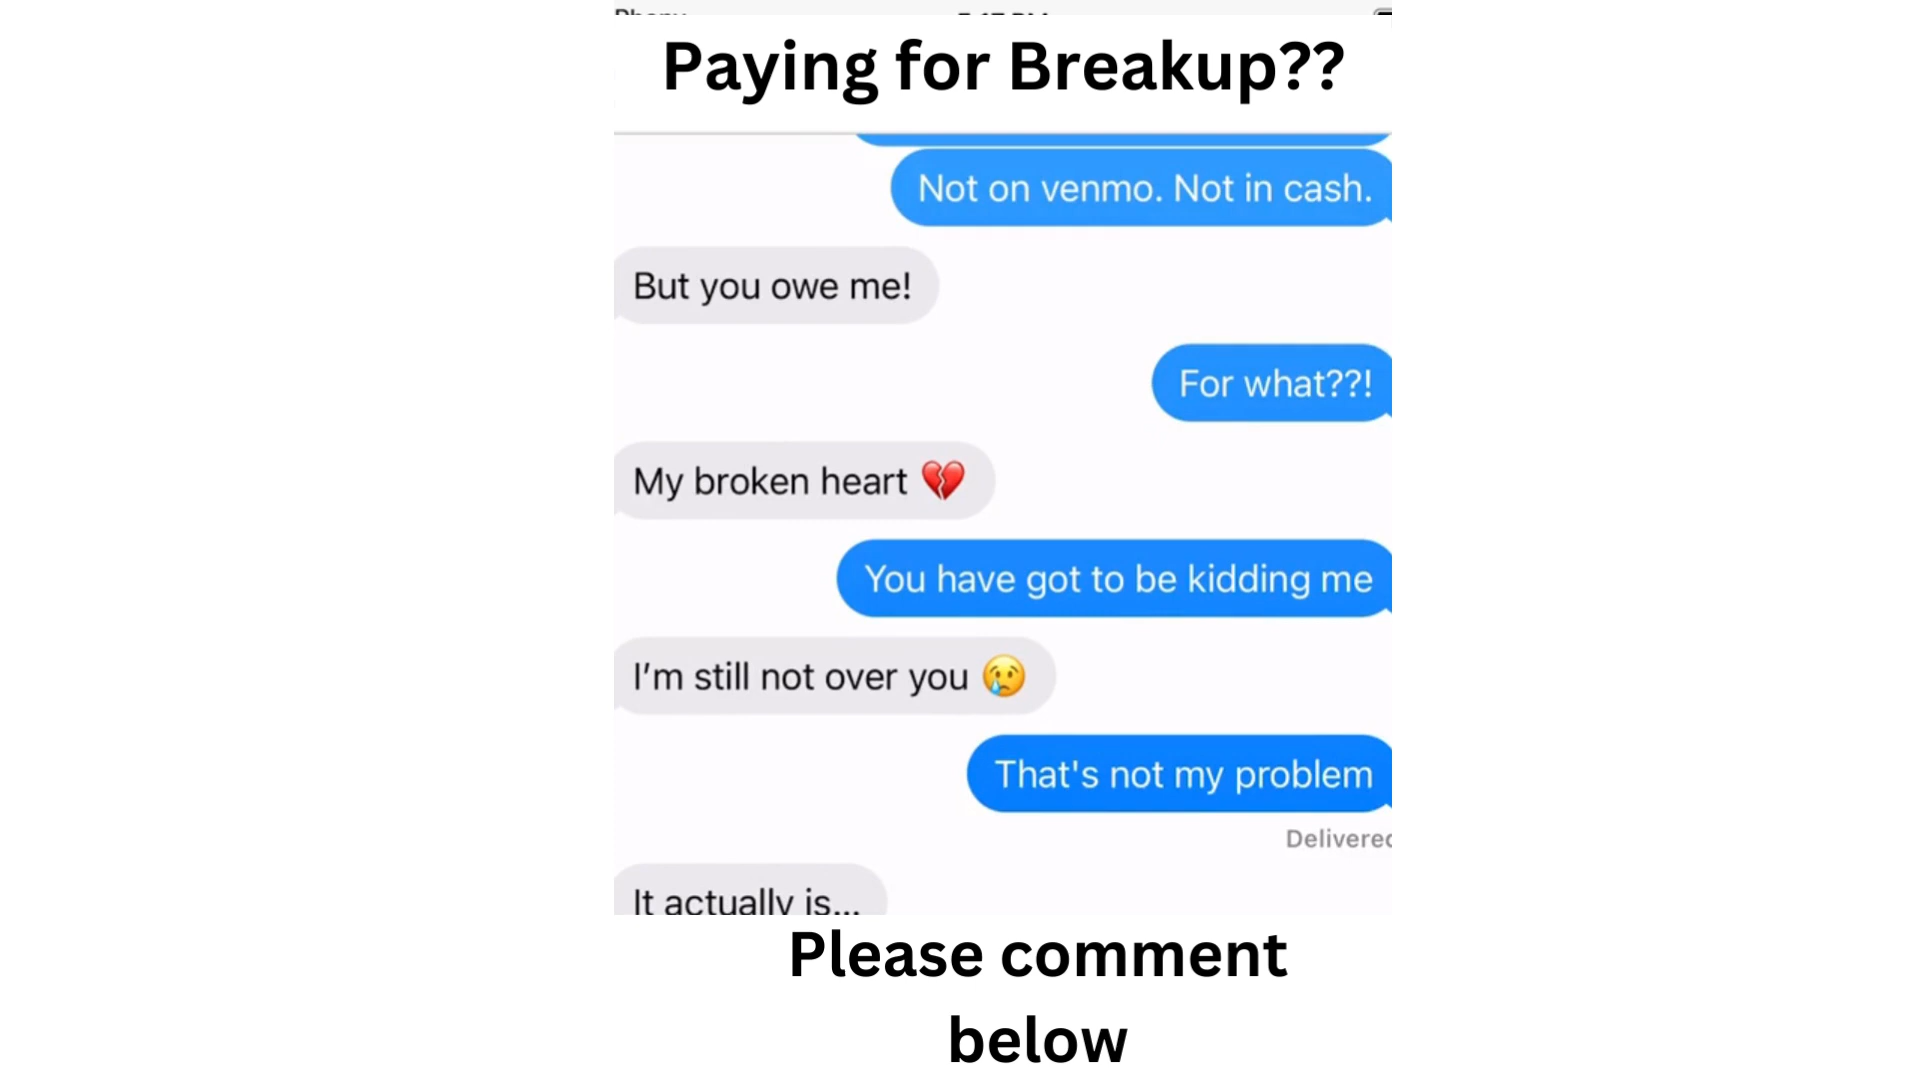 Paying for Breakup??
Not on venmo. Not in cash.
But you owe me!
For what??!
My broken heart 💔
You have got to be kidding me
I'm still not over you 😢
That's not my problem
Delivered
It actually is...
Please comment
below